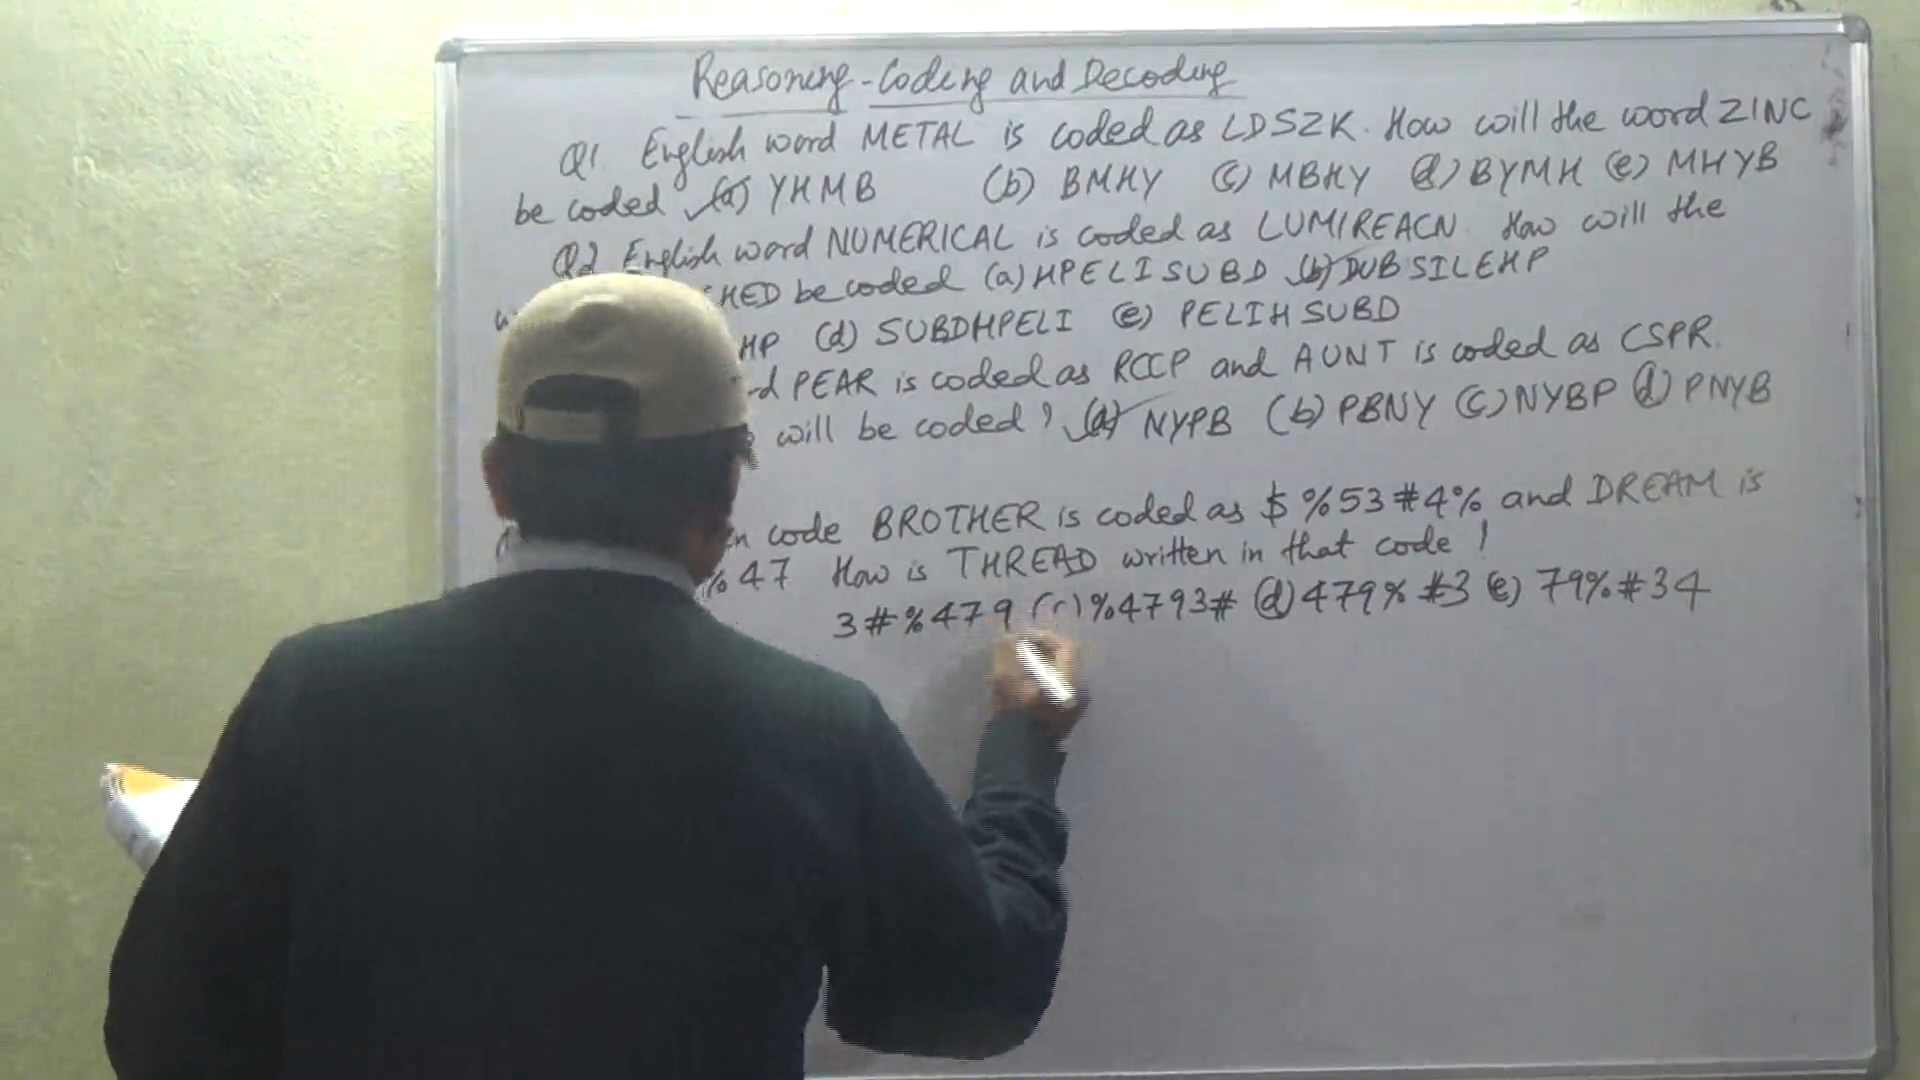 Reasoning - Coding and Decoding
Q1. English word METAL is coded as LDSZK. How will the word ZINC
be coded (a) YHMB (b) BMHY (c) MBHY (d) BYMH (e) MHYB
Q2 English word NUMERICAL is coded as LUMIREACN. How will the
HED be coded (a) HPELISUBD (b) DUBSILEHP
HP (d) SUBDHPELI (e) PELIHSUBD
PEAR is coded as RCCP and AUNT is coded as CSPR.
will be coded? (a) NYPB (b) PBNY (c) NYBP (d) PNYB
code BROTHER is coded as $%53#4% and DREAM is
%47 How is THREAD written in that code !
3#%479 (c) %4793# (d) 479%#3 (e) 79%#34